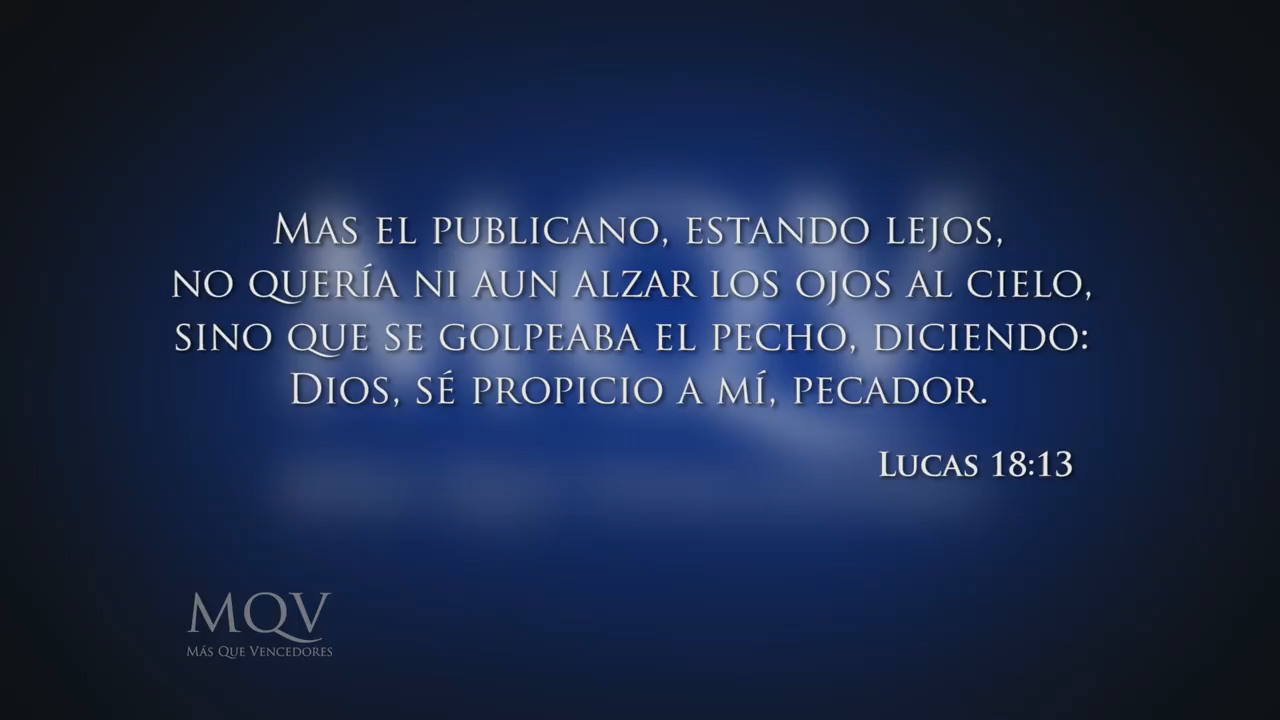 Mas el publicano, estando lejos,
no quería ni aun alzar los ojos al cielo,
sino que se golpeaba el pecho, diciendo:
Dios, sé propicio a mí, pecador.
Lucas 18:13
MQV
Más Que Vencedores